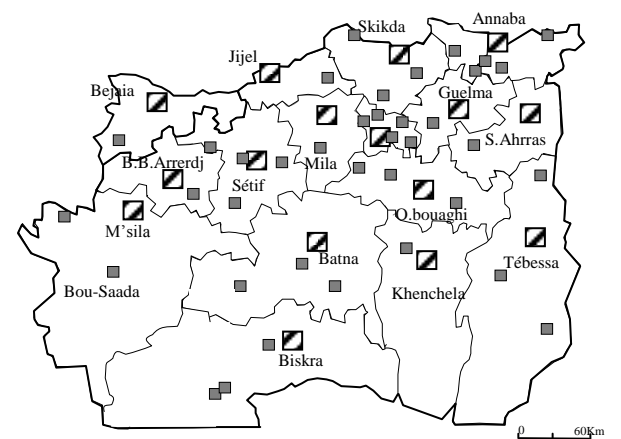 Skikda
Annaba
Jijel
Bejaia
Guelma
S.Ahrras
B.B.Arrerdj
Sétif
Mila
O.bouaghi
M'sila
Batna
Tébessa
Bou-Saada
Khenchela
Biskra
0 60Km